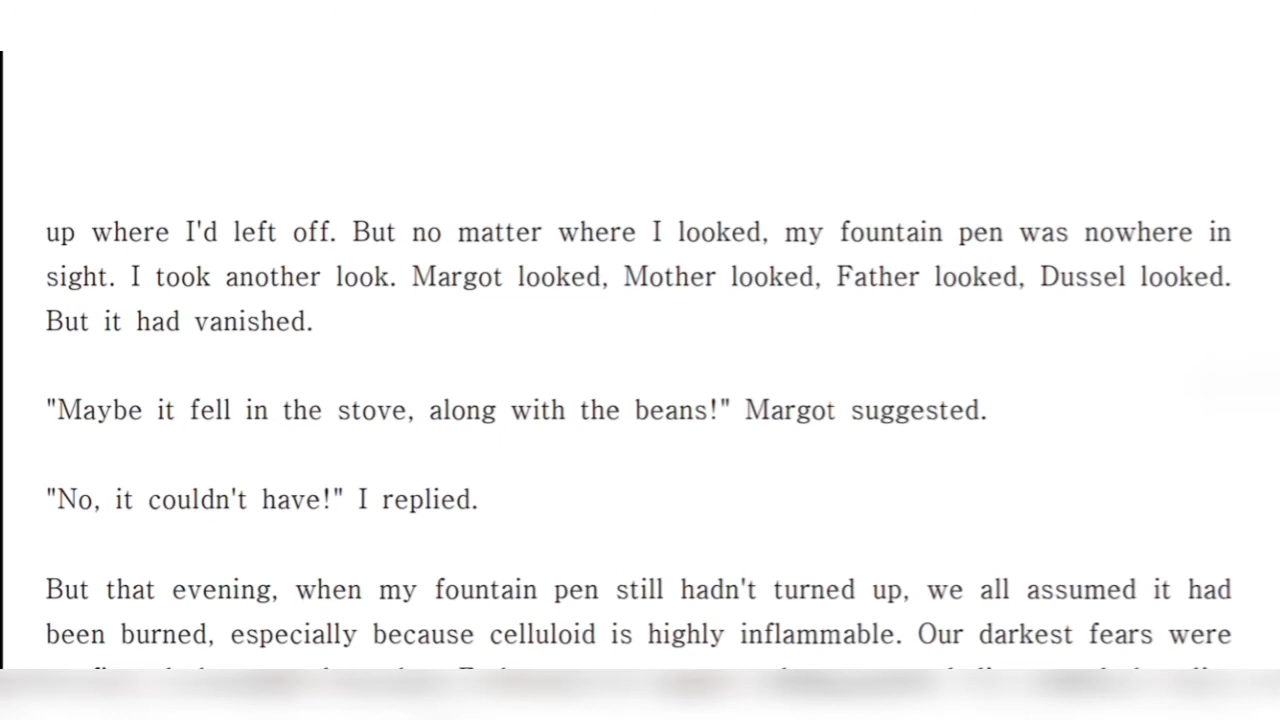 up where I'd left off. But no matter where I looked, my fountain pen was nowhere in
sight. I took another look. Margot looked, Mother looked, Father looked, Dussel looked.
But it had vanished.
"Maybe it fell in the stove, along with the beans!" Margot suggested.
"No, it couldn't have!" I replied.
But that evening, when my fountain pen still hadn't turned up, we all assumed it had
been burned, especially because celluloid is highly inflammable. Our darkest fears were